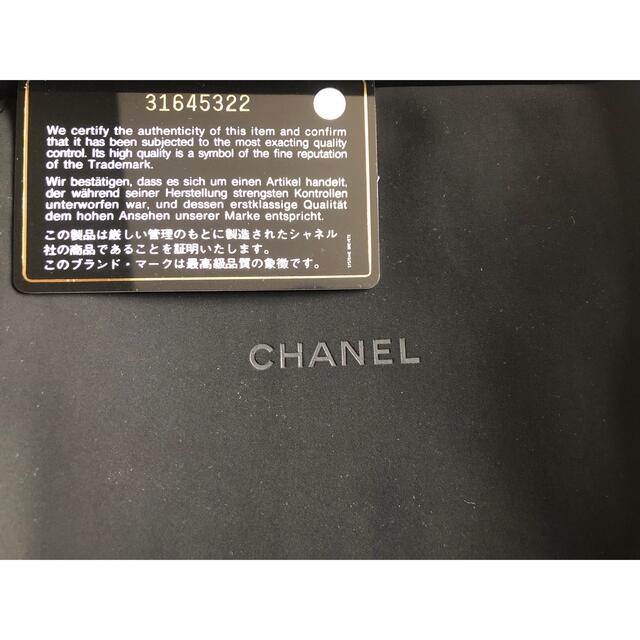 31645322
We certify the authenticity of this item and confirm
that it has been subjected to the most exacting quality
control. Its high quality is a symbol of the fine reputation
of the Trademark.
Wir bestätigen, dass es sich um einen Artikel handelt,
der während seiner Herstellung strengsten Kontrollen
unterworfen war, und dessen erstklassige Qualität
dem hohen Ansehen unserer Marke entspricht.
この製品は厳しい管理のもとに製造されたシャネル
社の商品であることを証明いたします。
このブランド・マークは最高級品質の象徴です。
CHANEL